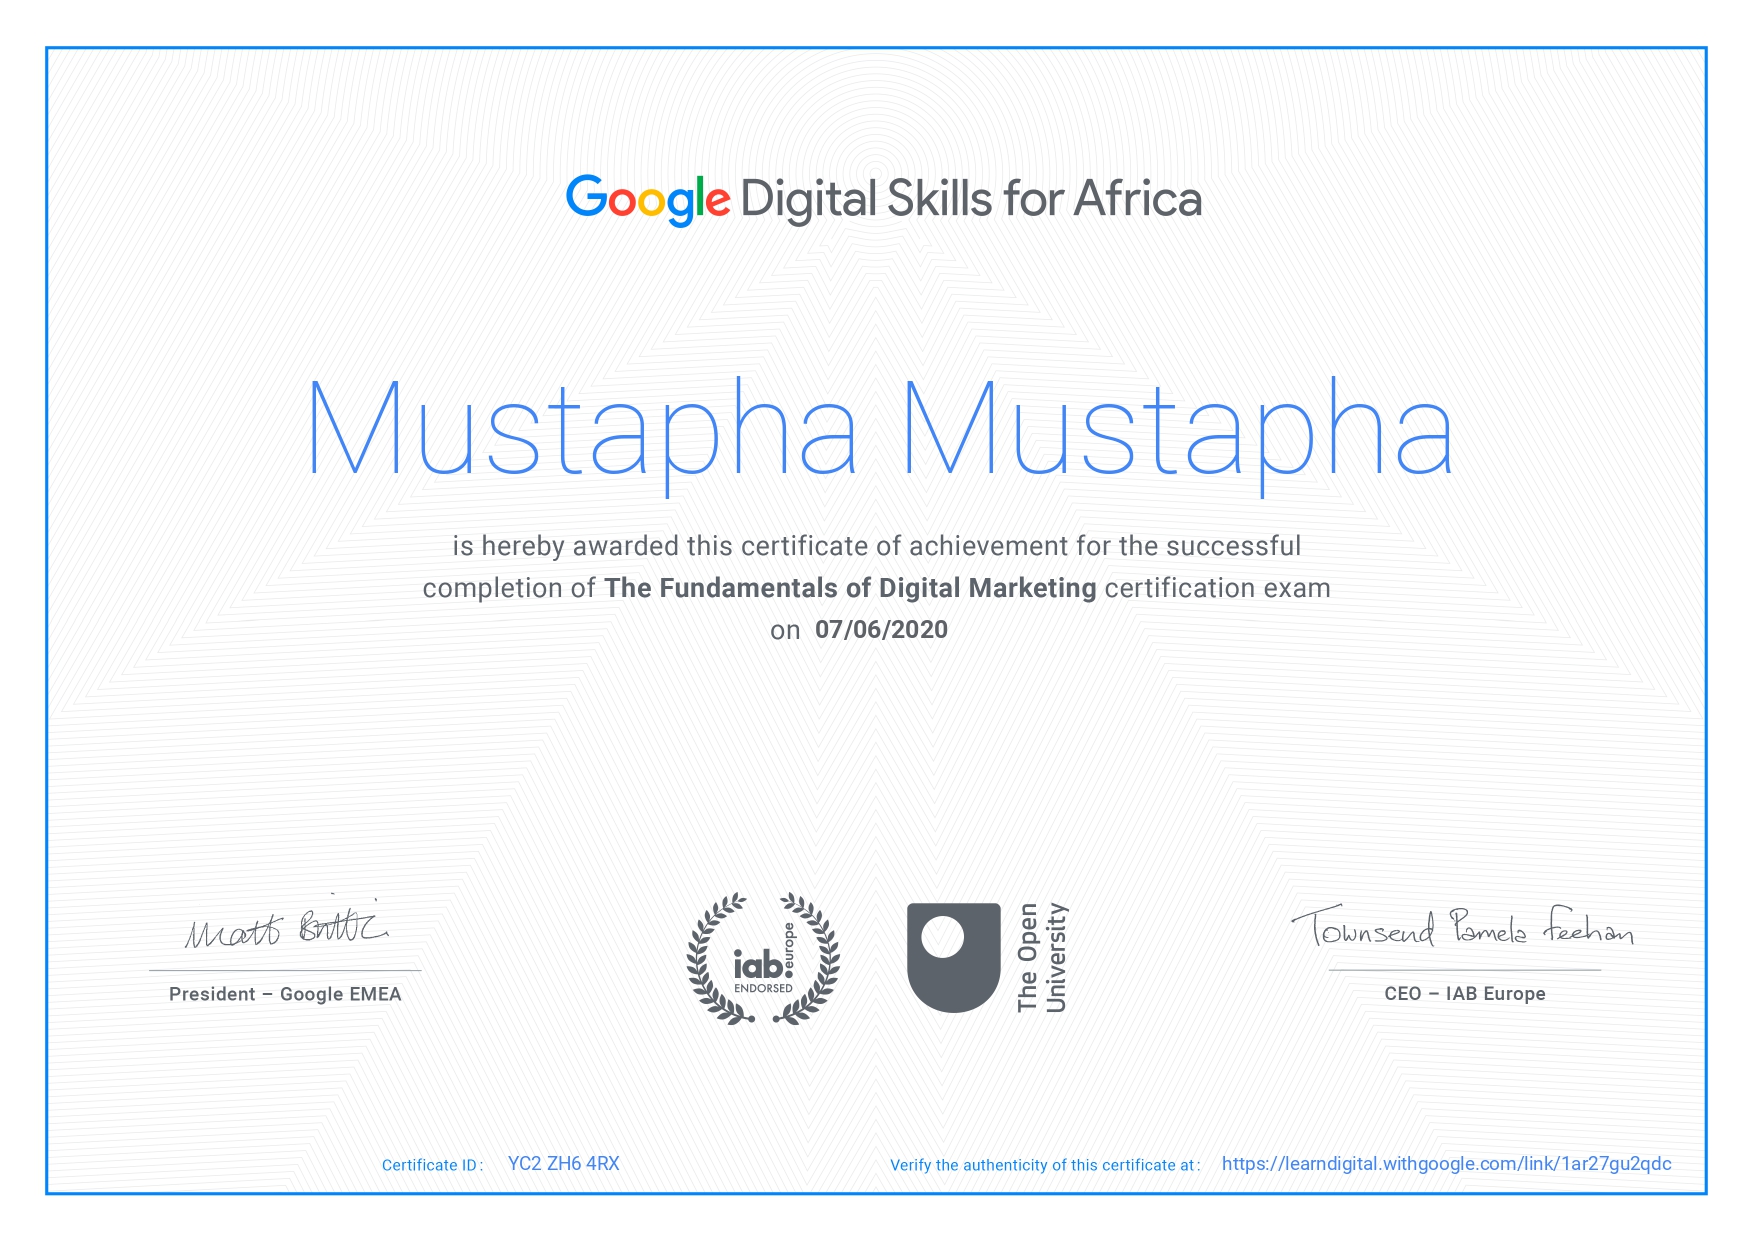 Google Digital Skills for Africa
Mustapha Mustapha
is hereby awarded this certificate of achievement for the successful
completion of The Fundamentals of Digital Marketing certification exam
on 07/06/2020
Matt Brittin
President – Google EMEA
iab. europe
ENDORSED
The Open
University
Townsend Pamela Feehan
CEO – IAB Europe
Certificate ID : YC2 ZH6 4RX
Verify the authenticity of this certificate at : https://learndigital.withgoogle.com/link/1ar27gu2qdc